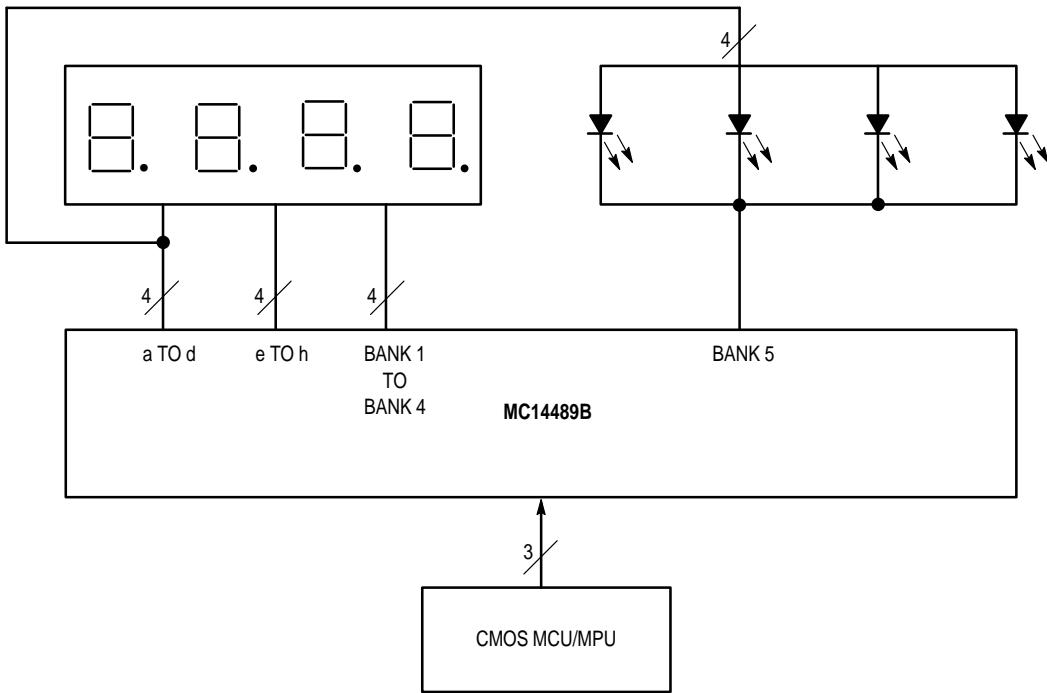 4
4
4
4
a TO d
e TO h
BANK 1
TO
BANK 4
BANK 5
MC14489B
3
CMOS MCU/MPU